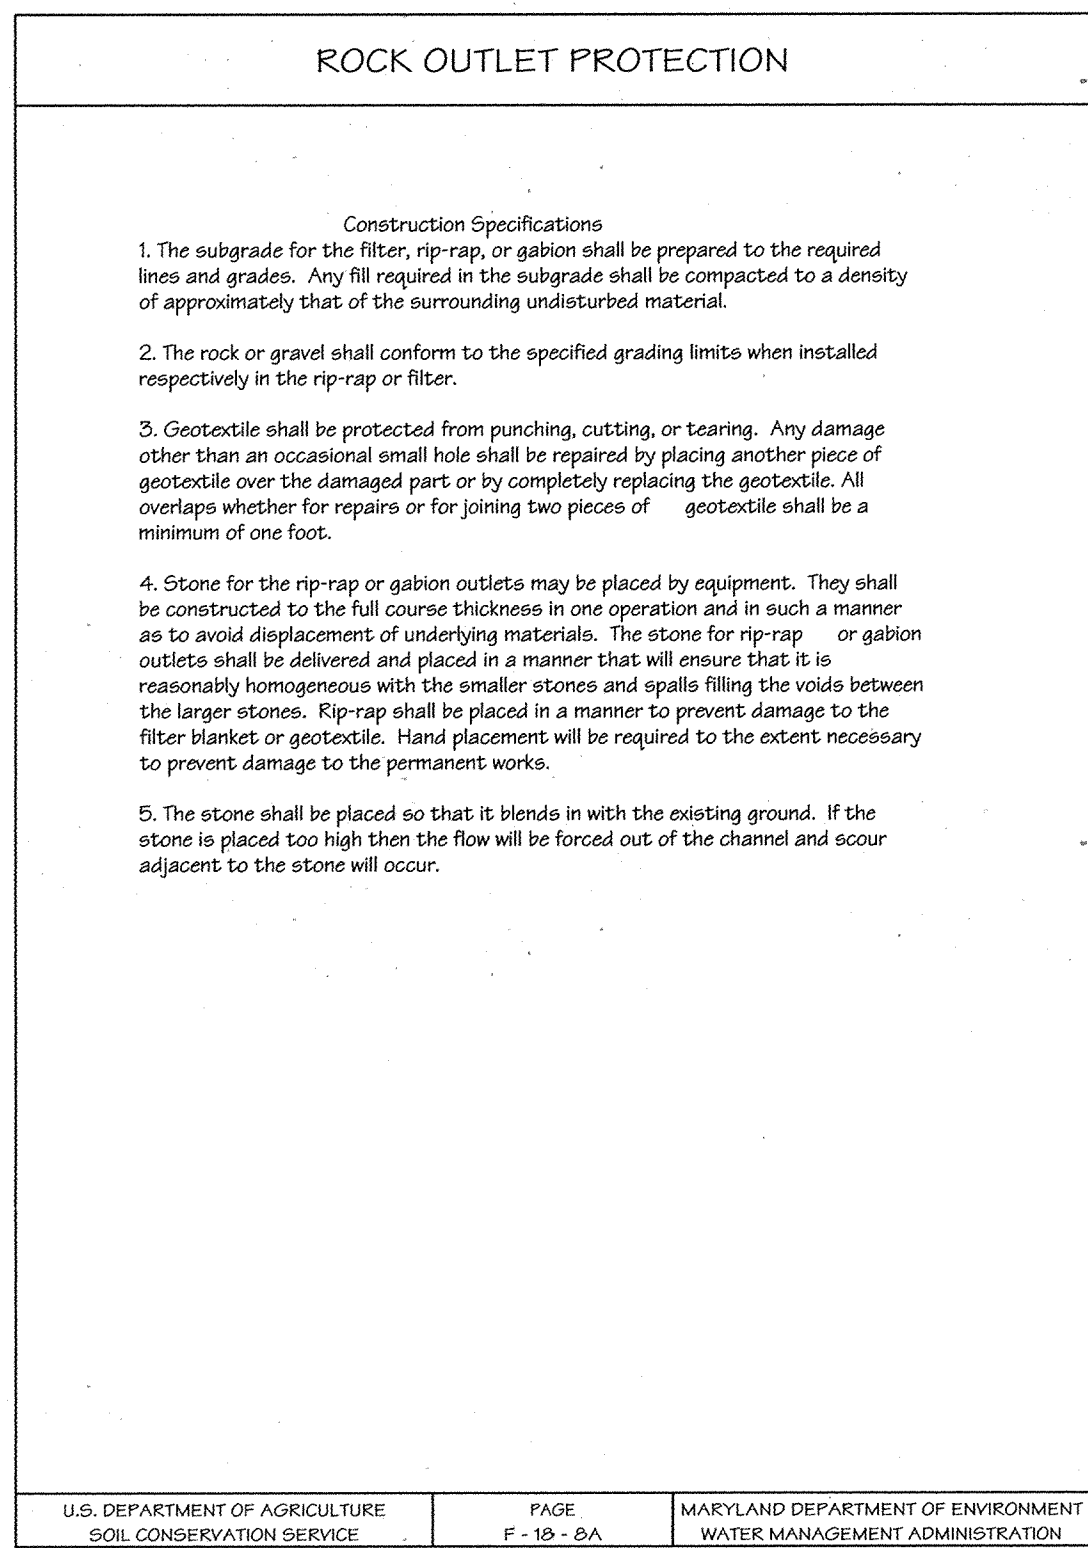 ROCK OUTLET PROTECTION
Construction Specifications
1. The subgrade for the filter, rip-rap, or gabion shall be prepared to the required
lines and grades. Any fill required in the subgrade shall be compacted to a density
of approximately that of the surrounding undisturbed material.
2. The rock or gravel shall conform to the specified grading limits when installed
respectively in the rip-rap or filter.
3. Geotextile shall be protected from punching, cutting, or tearing. Any damage
other than an occasional small hole shall be repaired by placing another piece of
geotextile over the damaged part or by completely replacing the geotextile. All
overlaps whether for repairs or for joining two pieces of geotextile shall be a
minimum of one foot.
4. Stone for the rip-rap or gabion outlets may be placed by equipment. They shall
be constructed to the full course thickness in one operation and in such a manner
as to avoid displacement of underlying materials. The stone for rip-rap or gabion
outlets shall be delivered and placed in a manner that will ensure that it is
reasonably homogeneous with the smaller stones and spalls filling the voids between
the larger stones. Rip-rap shall be placed in a manner to prevent damage to the
filter blanket or geotextile. Hand placement will be required to the extent necessary
to prevent damage to the permanent works.
5. The stone shall be placed so that it blends in with the existing ground. If the
stone is placed too high then the flow will be forced out of the channel and scour
adjacent to the stone will occur.
U.S. DEPARTMENT OF AGRICULTURE
SOIL CONSERVATION SERVICE
PAGE
F - 18 - 8A
MARYLAND DEPARTMENT OF ENVIRONMENT
WATER MANAGEMENT ADMINISTRATION